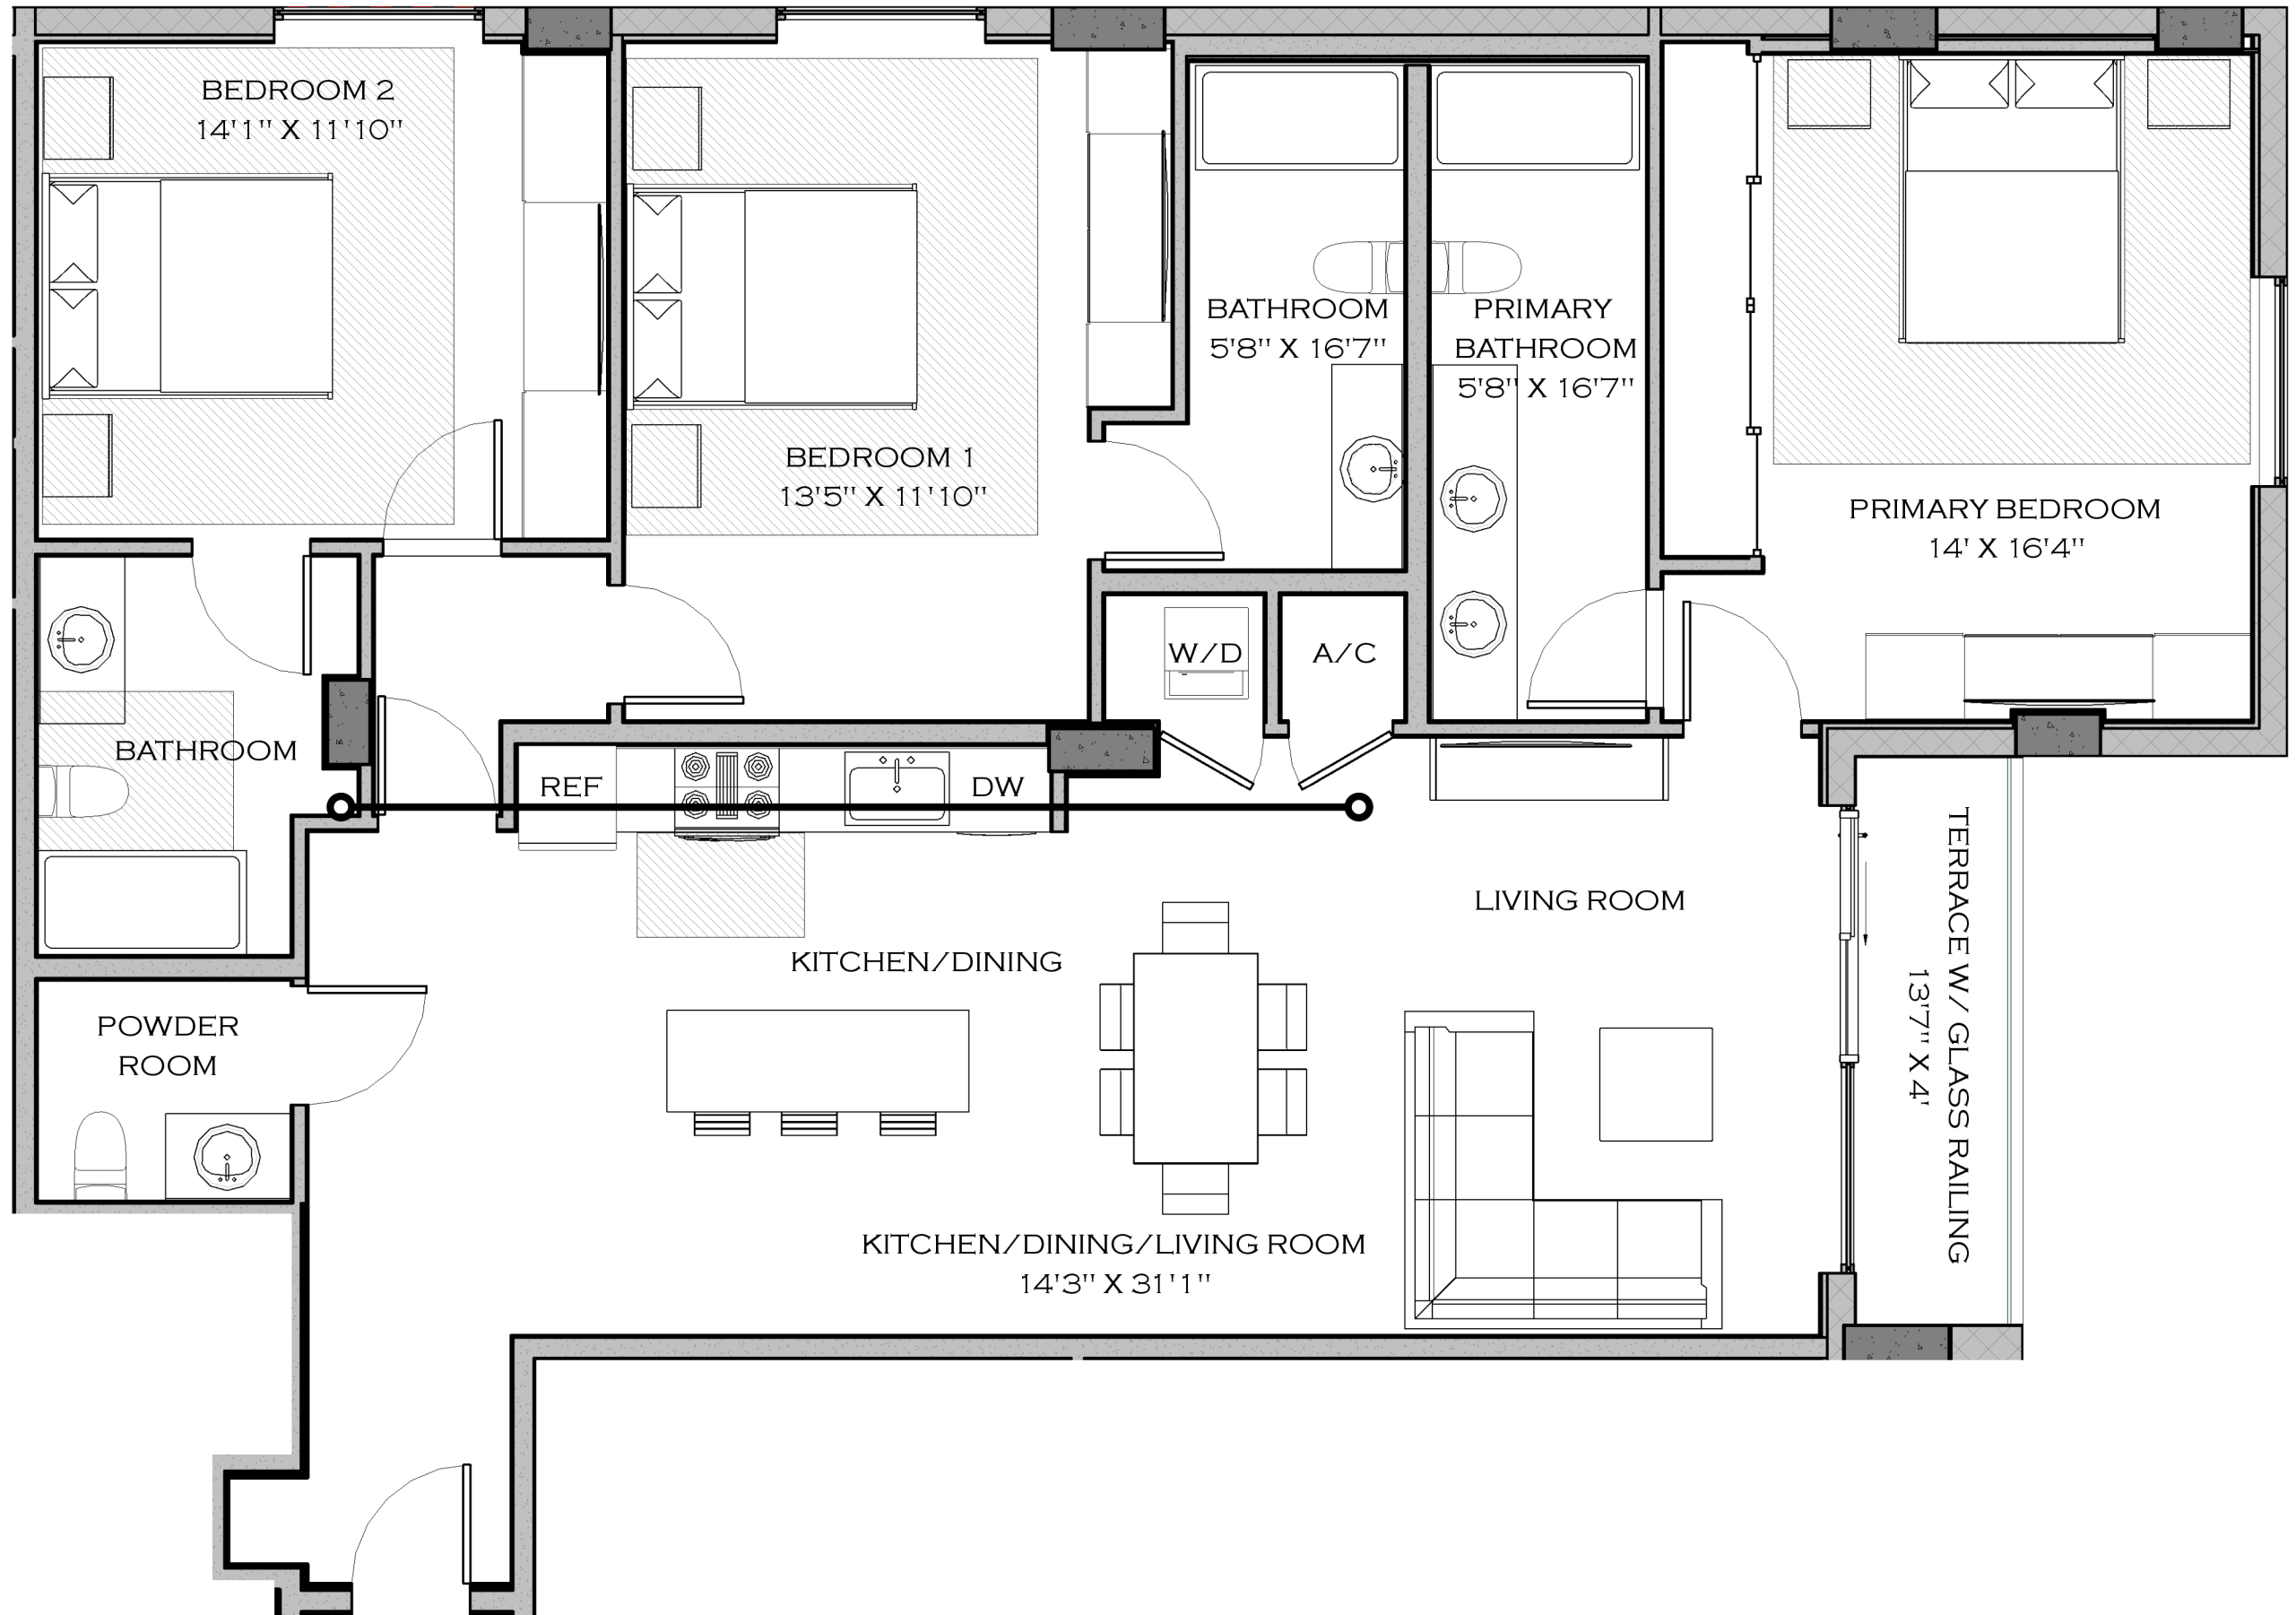 BEDROOM 2
14'1" X 11'10"
BEDROOM 1
13'5" X 11'10"
BATHROOM
5'8" X 16'7"
PRIMARY
BATHROOM
5'8" X 16'7"
PRIMARY BEDROOM
14' X 16'4"
W/D
A/C
BATHROOM
REF
DW
LIVING ROOM
KITCHEN/DINING
POWDER
ROOM
KITCHEN/DINING/LIVING ROOM
14'3" X 31'1"
TERRACE W/ GLASS RAILING
13'7" X 4'